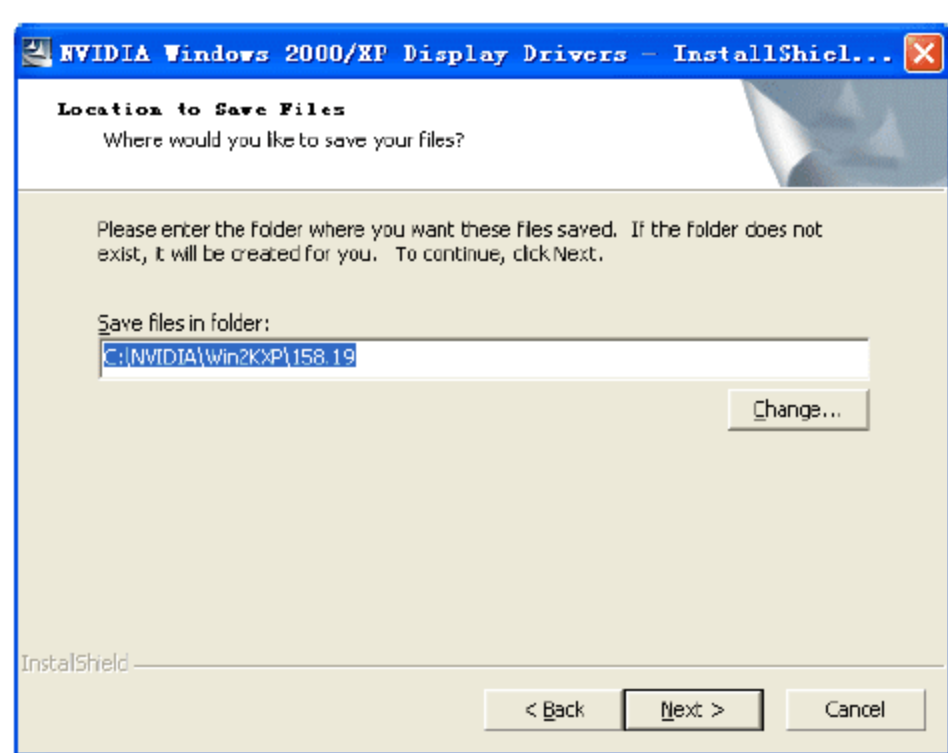 NVIDIA Windows 2000/XP Display Drivers - InstallShiel...
Location to Save Files
Where would you like to save your files?
Please enter the folder where you want these files saved. If the folder does not
exist, it will be created for you. To continue, click Next.
Save files in folder:
C:\NVIDIA\Win2KXP\158.19
Change...
InstallShield
< Back
Next >
Cancel